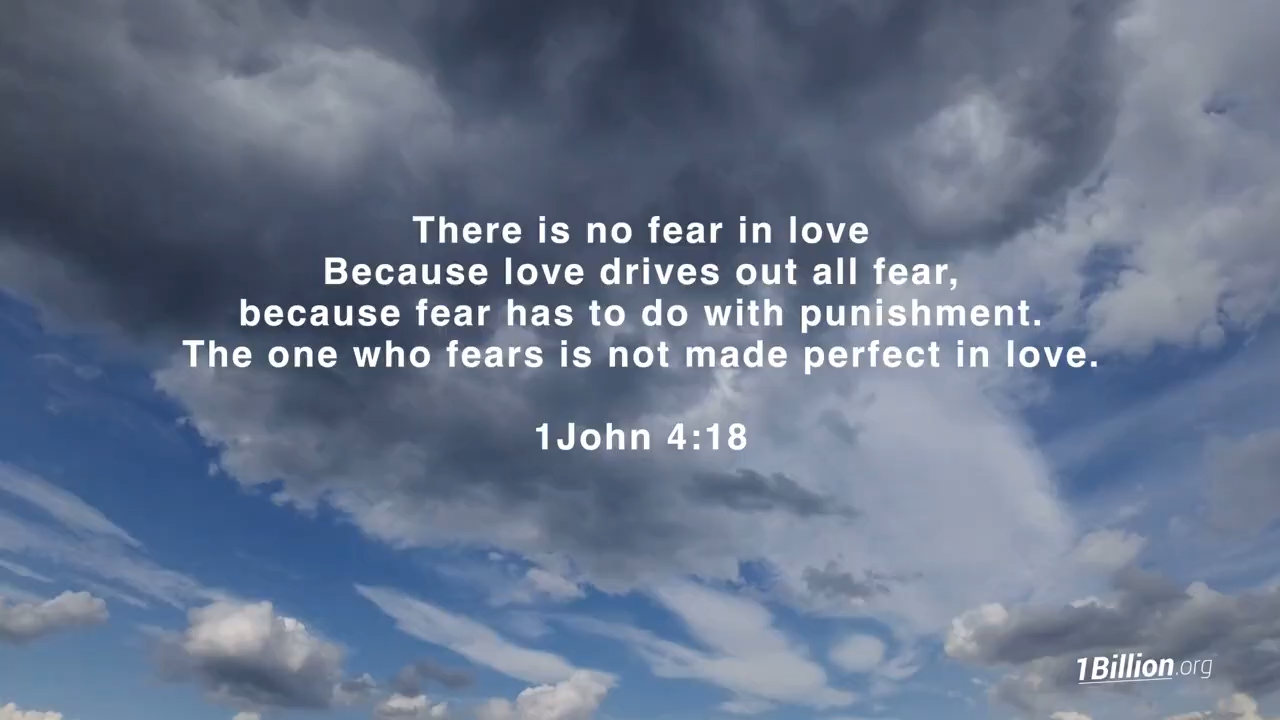 There is no fear in love
Because love drives out all fear,
because fear has to do with punishment.
The one who fears is not made perfect in love.
1John 4:18
1Billion.org